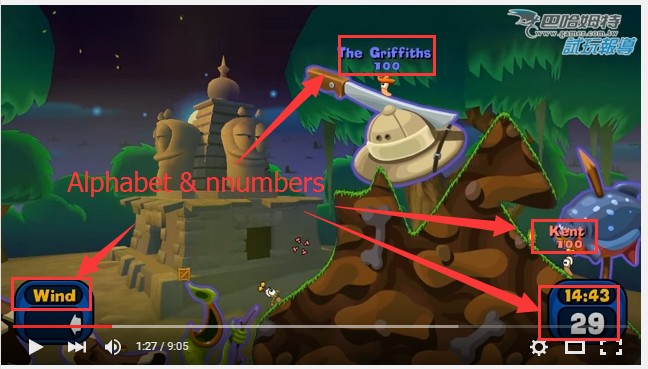 巴哈姆特
www.gamer.com.tw
試玩報導
The Griffiths
100
Alphabet & nnumbers
Kent
100
Wind
14:43
29
1:27 / 9:05